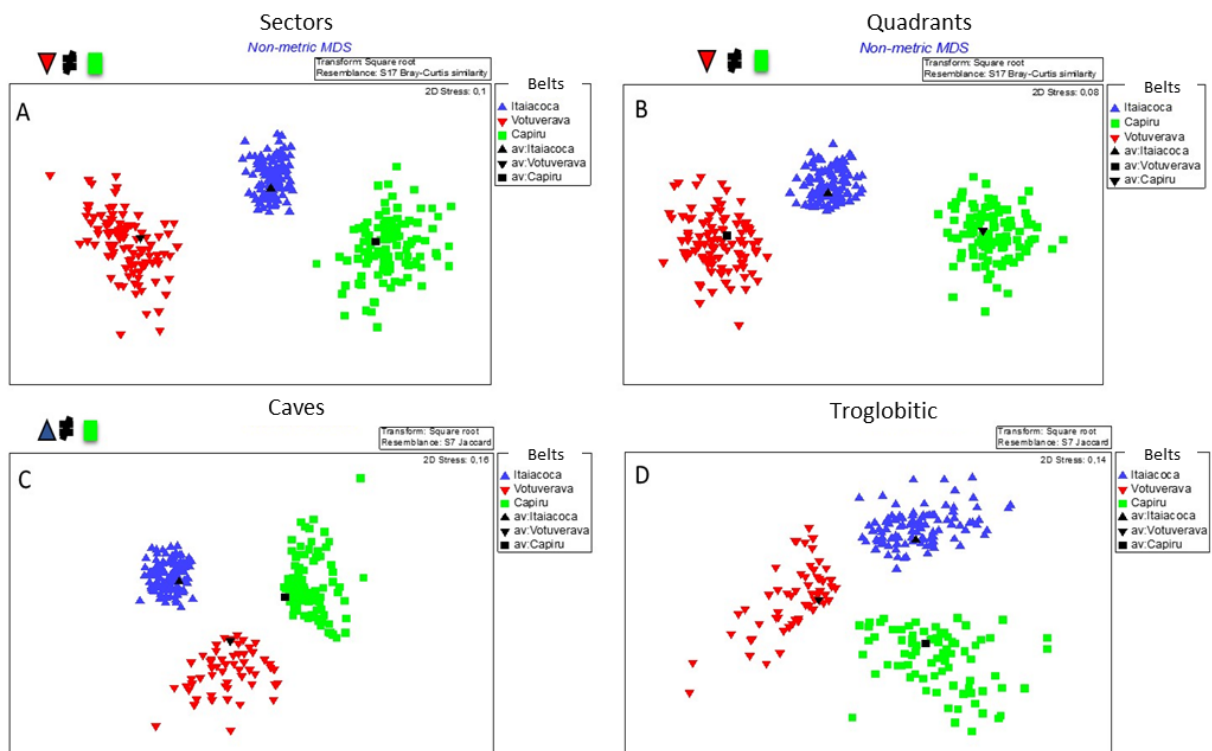 Sectors
Non-metric MDS
Transform: Square root
Resemblance: S17 Bray-Curtis similarity
2D Stress: 0,1
A
Belts
Itaiacoca
Votuverava
Capiru
av:Itaiacoca
av:Votuverava
av:Capiru
Quadrants
Non-metric MDS
Transform: Square root
Resemblance: S17 Bray-Curtis similarity
2D Stress: 0,08
B
Belts
Itaiacoca
Capiru
Votuverava
av:Itaiacoca
av:Votuverava
av:Capiru
Caves
Transform: Square root
Resemblance: S7 Jaccard
2D Stress: 0,16
C
Belts
Itaiacoca
Votuverava
Capiru
av:Itaiacoca
av:Votuverava
av:Capiru
Troglobitic
Transform: Square root
Resemblance: S7 Jaccard
2D Stress: 0,14
D
Belts
Itaiacoca
Votuverava
Capiru
av:Itaiacoca
av:Votuverava
av:Capiru